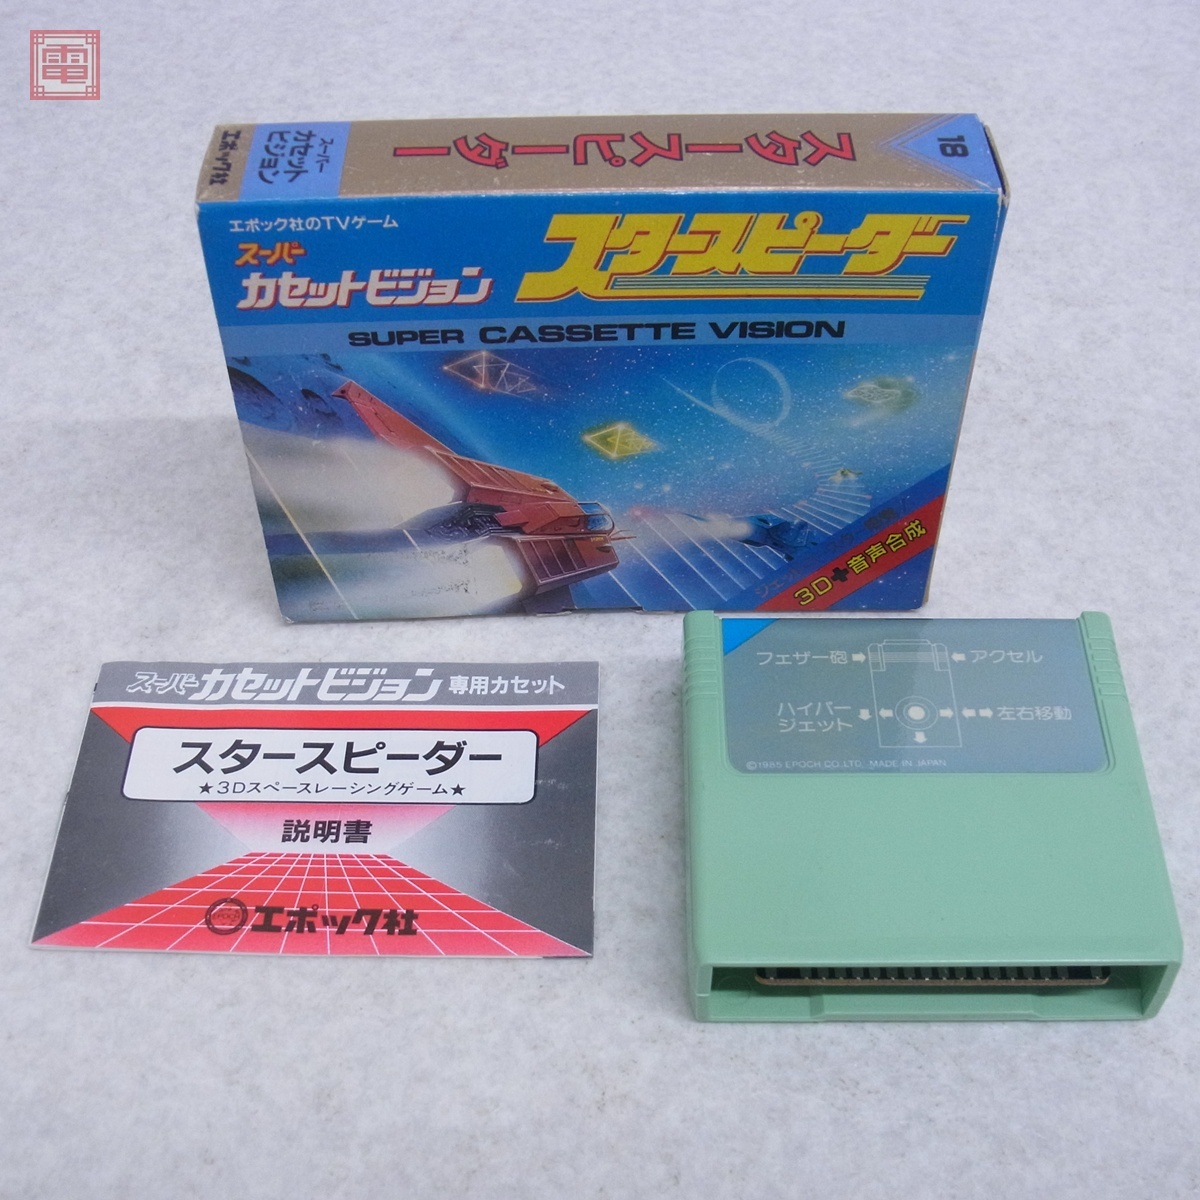 電
エポック社
スーパー
カセット
ビジョン
スタースピーダー
18
エポック社のTVゲーム
スーパー
カセットビジョン
スタースピーダー
SUPER CASSETTE VISION
3D+音声合成
スーパーカセットビジョン 専用カセット
スタースピーダー
★3Dスペースレーシングゲーム★
説明書
EPOCH エポック社
フェザー砲
アクセル
ハイパー
ジェット
左右移動
©1985 EPOCH CO.,LTD. MADE IN JAPAN